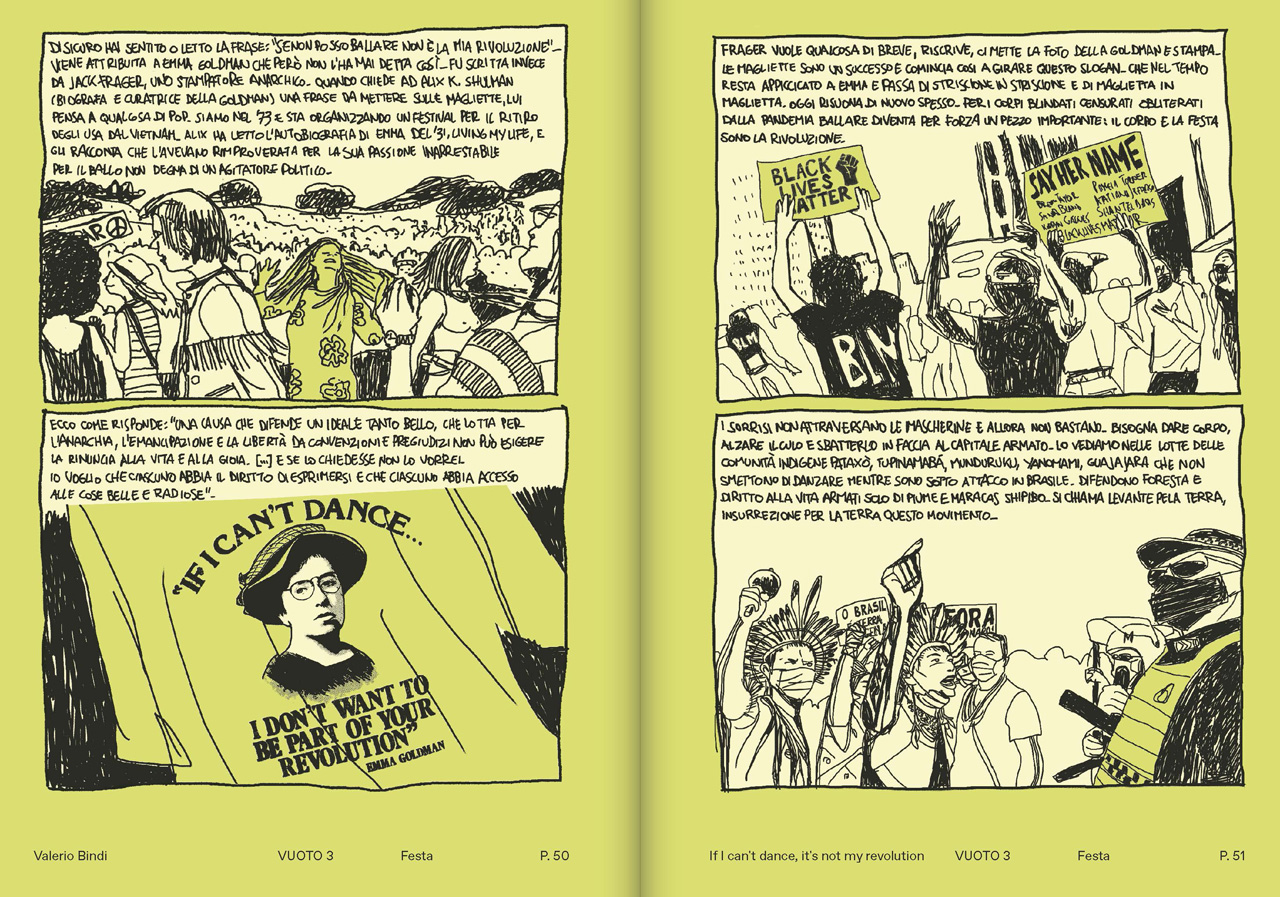 DI SICURO HAI SENTITO O LETTO LA FRASE: "SE NON POSSO BALLARE NON È LA MIA RIVOLUZIONE"_
VIENE ATTRIBUITA A EMMA GOLDMAN CHE PERÒ NON L'HA MAI DETTA COSÌ_ FU SCRITTA INVECE
DA JACK FRAGER, UNO STAMPATORE ANARCHICO_ QUANDO CHIEDE AD ALIX K. SHULMAN
(BIOGRAFA E CURATRICE DELLA GOLDMAN) UNA FRASE DA METTERE SULLE MAGLIETTE, LUI
PENSA A QUALCOSA DI POP_ SIAMO NEL '73 E STA ORGANIZZANDO UN FESTIVAL PER IL RITIRO
DEGLI USA DAL VIETNAM_ ALIX HA LETTO L'AUTOBIOGRAFIA DI EMMA DEL '31, LIVING MY LIFE, E
GLI RACCONTA CHE L'AVEVANO RIMPROVERATA PER LA SUA PASSIONE INARRESTABILE
PER IL BALLO NON DEGNA DI UN AGITATORE POLITICO_
ECCO COME RISPONDE: "UNA CAUSA CHE DIFENDE UN IDEALE TANTO BELLO, CHE LOTTA PER
L'ANARCHIA, L'EMANCIPAZIONE E LA LIBERTÀ DA CONVENZIONI E PREGIUDIZI NON PUÒ ESIGERE
LA RINUNCIA ALLA VITA E ALLA GIOIA. [...] E SE LO CHIEDESSE NON LO VORREI.
IO VOGLIO CHE CIASCUNO ABBIA IL DIRITTO DI ESPRIMERSI E CHE CIASCUNO ABBIA ACCESSO
ALLE COSE BELLE E RADIOSE"_
"IF I CAN'T DANCE...
I DON'T WANT TO
BE PART OF YOUR
REVOLUTION"
EMMA GOLDMAN
Valerio Bindi VUOTO 3 Festa P. 50
FRAGER VUOLE QUALCOSA DI BREVE, RISCRIVE, CI METTE LA FOTO DELLA GOLDMAN E STAMPA_
LE MAGLIETTE SONO UN SUCCESSO E COMINCIA COSÌ A GIRARE QUESTO SLOGAN_ CHE NEL TEMPO
RESTA APPICCICATO A EMMA E PASSA DI STRISCIONE IN STRISCIONE E DI MAGLIETTA IN
MAGLIETTA. OGGI RISUONA DI NUOVO SPESSO_ PER I CORPI BLINDATI CENSURATI OBLITERATI
DALLA PANDEMIA BALLARE DIVENTA PER FORZA UN PEZZO IMPORTANTE: IL CORPO E LA FESTA
SONO LA RIVOLUZIONE_
BLACK
LIVES
MATTER
SAY HER NAME
BLM
I SORRISI NON ATTRAVERSANO LE MASCHERINE E ALLORA NON BASTANO_ BISOGNA DARE CORPO,
ALZARE IL CULO E SBATTERLO IN FACCIA AL CAPITALE ARMATO_ LO VEDIAMO NELLE LOTTE DELLE
COMUNITÀ INDIGENE PATAXÒ, TUPINAMABÁ, MUNDURUKU, YANOMAMI, GUAJAJARA CHE NON
SMETTONO DI DANZARE MENTRE SONO SOTTO ATTACCO IN BRASILE_ DIFENDONO FORESTA E
DIRITTO ALLA VITA ARMATI SOLO DI PIUME E MARACAS SHIPIBO_ SI CHIAMA LEVANTE PELA TERRA,
INSURREZIONE PER LA TERRA QUESTO MOVIMENTO_
O BRASIL
TERRA
FORA
M
If I can't dance, it's not my revolution VUOTO 3 Festa P. 51